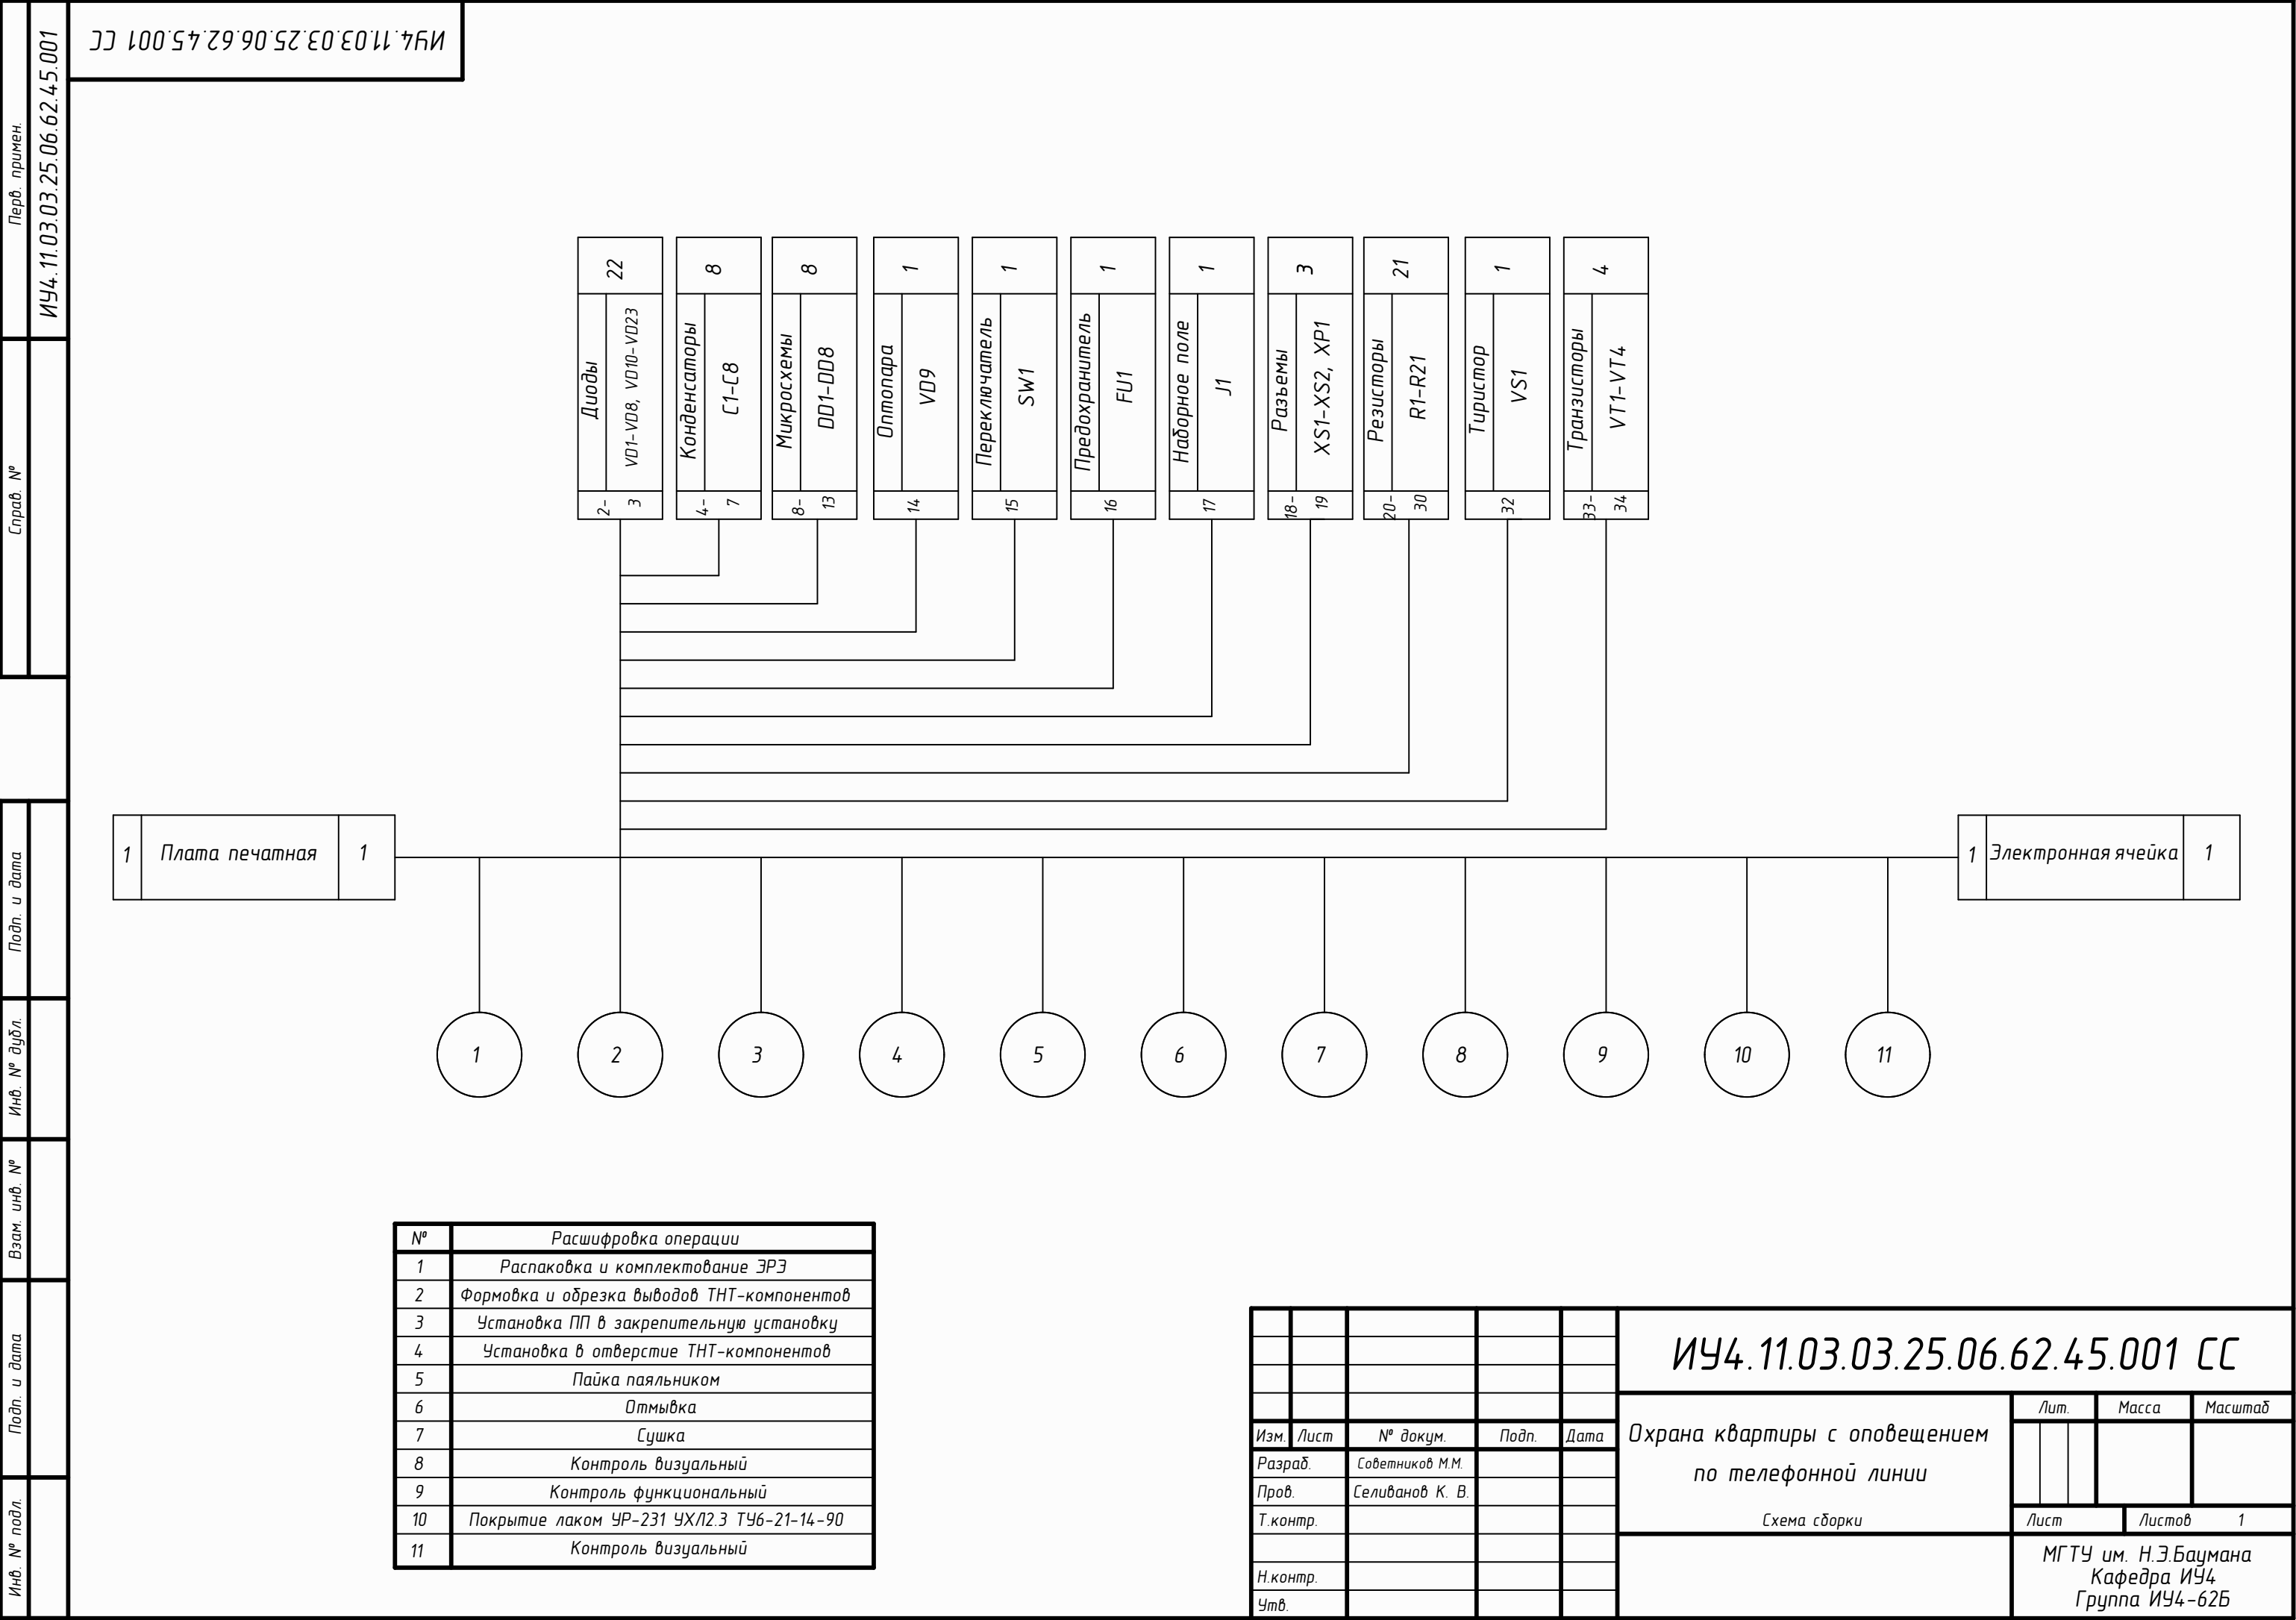 ИУ4.11.03.03.25.06.62.45.001 СС
Перв. примен.
ИУ4.11.03.03.25.06.62.45.001
Справ. №
Подп. и дата
Инв. № дубл.
Взам. инв. №
Подп. и дата
Инв. № подл.
22
Диоды
VD1-VD8, VD10-VD23
2-
3
8
Конденсаторы
C1-C8
4-
7
8
Микросхемы
DD1-DD8
8-
13
1
Оптопара
VD9
14
1
Переключатель
SW1
15
1
Предохранитель
FU1
16
1
Наборное поле
J1
17
3
Разъемы
XS1-XS2, XP1
18-
19
21
Резисторы
R1-R21
20-
30
1
Тиристор
VS1
32
4
Транзисторы
VT1-VT4
33-
34
1 Плата печатная 1
1 Электронная ячейка 1
1 2 3 4 5 6 7 8 9 10 11
№ Расшифровка операции
1 Распаковка и комплектование ЭРЭ
2 Формовка и обрезка выводов ТНТ-компонентов
3 Установка ПП в закрепительную установку
4 Установка в отверстие ТНТ-компонентов
5 Пайка паяльником
6 Отмывка
7 Сушка
8 Контроль визуальный
9 Контроль функциональный
10 Покрытие лаком УР-231 УХЛ2.3 ТУ6-21-14-90
11 Контроль визуальный
ИУ4.11.03.03.25.06.62.45.001 СС
Изм. Лист № докум. Подп. Дата
Разраб. Советников М.М.
Пров. Селиванов К. В.
Т.контр.
Н.контр.
Утв.
Охрана квартиры с оповещением
по телефонной линии
Схема сборки
Лит. Масса Масштаб
Лист Листов 1
МГТУ им. Н.Э.Баумана
Кафедра ИУ4
Группа ИУ4-62Б